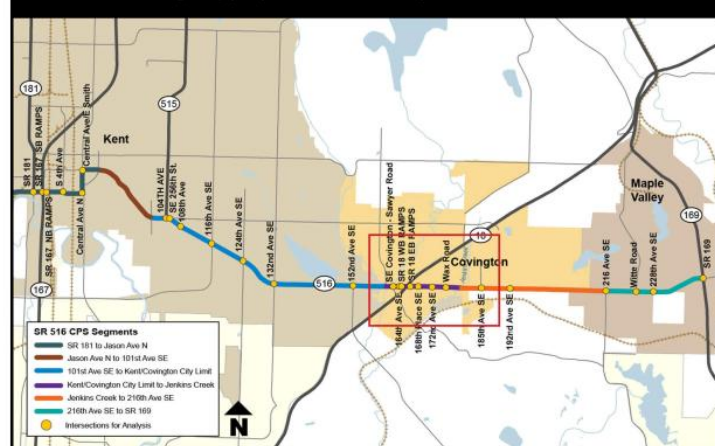 181
SR 181
SR 167 SB RAMPS
SR 167 NB RAMPS
S 4th Ave
Central Ave/E Smith
Central Ave N
167
Kent
515
104TH AVE
SE 256th St.
108th Ave
116th Ave SE
124th Ave SE
132nd Ave SE
516
152nd Ave SE
SE Covington - Sawyer Road
SR 18 WB RAMPS
SR 18 EB RAMPS
Wax Road
18
Covington
164th Ave SE
168th Place SE
172nd Ave SE
185th Ave SE
192nd Ave SE
Maple
Valley
169
216 Ave SE
Witte Road
228th Ave SE
SR 169
SR 516 CPS Segments
SR 181 to Jason Ave N
Jason Ave N to 101st Ave SE
101st Ave SE to Kent/Covington City Limit
Kent/Covington City Limit to Jenkins Creek
Jenkins Creek to 216th Ave SE
216th Ave SE to SR 169
Intersections for Analysis
N